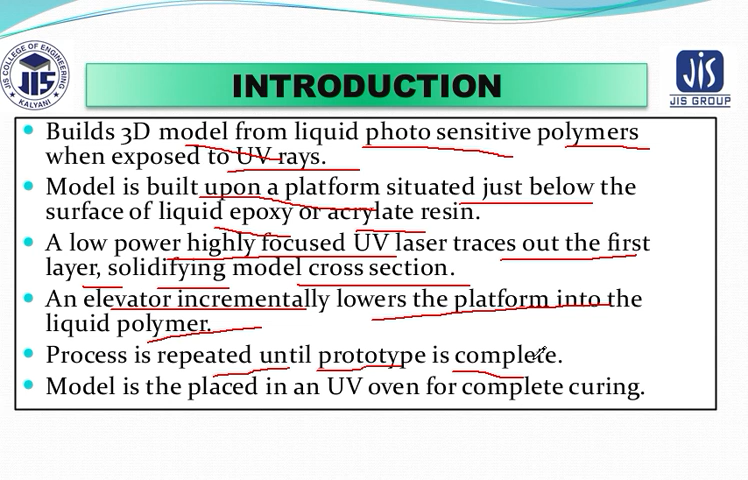 JIS COLLEGE OF ENGINEERING
JIS
KALYANI
INTRODUCTION
JIS
JIS GROUP
Builds 3D model from liquid photo sensitive polymers
when exposed to UV rays.
Model is built upon a platform situated just below the
surface of liquid epoxy or acrylate resin.
A low power highly focused UV laser traces out the first
layer, solidifying model cross section.
An elevator incrementally lowers the platform into the
liquid polymer.
Process is repeated until prototype is complete.
Model is the placed in an UV oven for complete curing.